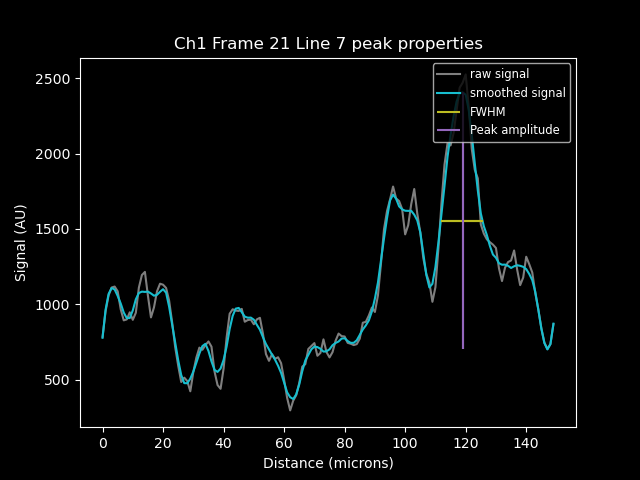 Ch1 Frame 21 Line 7 peak properties
raw signal
smoothed signal
FWHM
Peak amplitude
2500
2000
1500
1000
500
Signal (AU)
0 20 40 60 80 100 120 140
Distance (microns)